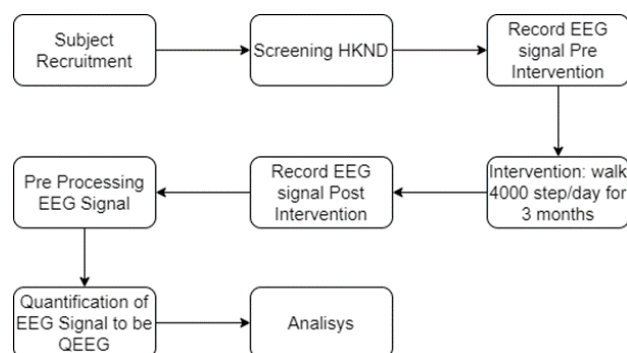 Subject
Recruitment
Screening HKND
Record EEG
signal Pre
Intervention
Intervention: walk
4000 step/day for
3 months
Record EEG
signal Post
Intervention
Pre Processing
EEG Signal
Quantification of
EEG Signal to be
QEEG
Analisys